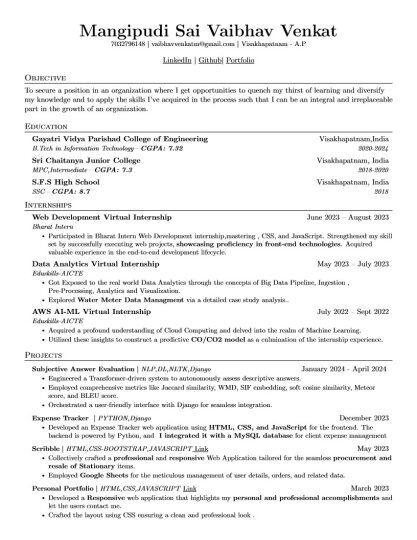 Mangipudi Sai Vaibhav Venkat
7032796148 | vaibhavvenkatm@gmail.com | Visakhapatnam - A.P
LinkedIn | Github| Portfolio
Objective
To secure a position in an organization where I get opportunities to quench my thirst of learning and diversify
my knowledge and to apply the skills I've acquired in the process such that I can be an integral and irreplaceable
part in the growth of an organization.
Education
Gayatri Vidya Parishad College of Engineering Visakhapatnam,India
B.Tech in Information Technology – CGPA: 7.32 2020-2024
Sri Chaitanya Junior College Visakhapatnam, India
MPC,Intermediate – CGPA: 7.3 2018-2020
S.F.S High School Visakhapatnam, India
SSC – CGPA: 8.7 2018
Internships
Web Development Virtual Internship June 2023 – August 2023
Bharat Intern
• Participated in Bharat Intern Web Development internship,mastering , CSS, and JavaScript. Strengthened my skill
set by successfully executing web projects, showcasing proficiency in front-end technologies. Acquired
valuable experience in the end-to-end development lifecycle.
Data Analytics Virtual Internship May 2023 – July 2023
Eduskills-AICTE
• Got Exposed to the real world Data Analytics through the concepts of Big Data Pipeline, Ingestion ,
Pre-Processing, Analytics and Visualization.
• Explored Water Meter Data Managment via a detailed case study analysis..
AWS AI-ML Virtual Internship July 2022 – Sept 2022
Eduskills-AICTE
• Acquired a profound understanding of Cloud Computing and delved into the realm of Machine Learning.
• Utilised these insights to construct a predictive CO/CO2 model as a culmination of the internship experience.
Projects
Subjective Answer Evaluation | NLP,DL,NLTK,Django January 2024 - April 2024
• Engineered a Transformer-driven system to autonomously assess descriptive answers.
• Employed comprehensive metrics like Jaccard similarity, WMD, SIF embedding, soft cosine similarity, Meteor
score, and BLEU score.
• Orchestrated a user-friendly interface with Django for seamless integration.
Expense Tracker | PYTHON,Django December 2023
• Developed an Expense Tracker web application using HTML, CSS, and JavaScript for the frontend. The
backend is powered by Python, and I integrated it with a MySQL database for client expense management
Scribble | HTML,CSS-BOOTSTRAP,JAVASCRIPT Link May 2023
• Collectively crafted a professional and responsive Web Application tailored for the seamless procurement and
resale of Stationary items.
• Employed Google Sheets for the meticulous management of user details, orders, and related data.
Personal Portfolio | HTML,CSS,JAVASCRIPT Link March 2023
• Developed a Responsive web application that highlights my personal and professional accomplishments and
let the users contact me.
• Crafted the layout using CSS ensuring a clean and professional look .